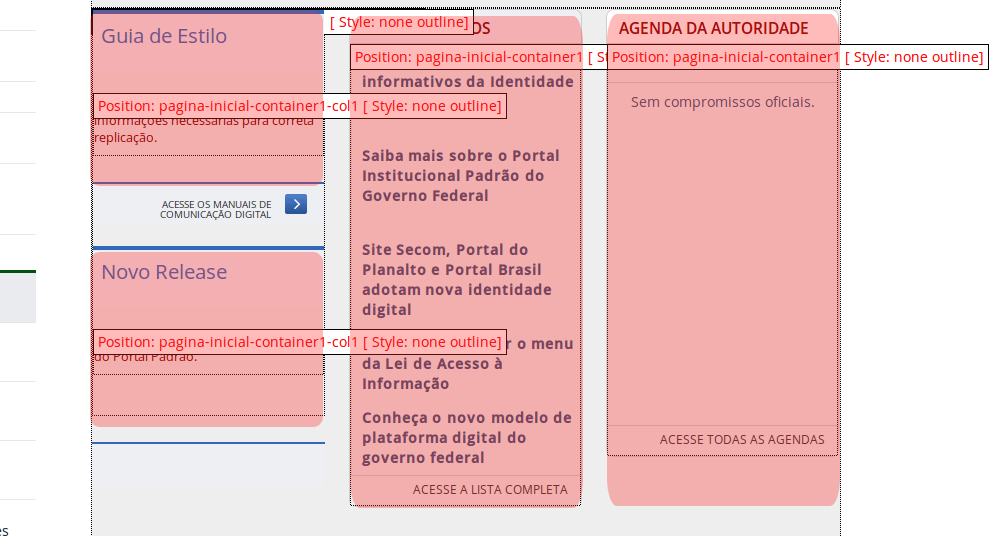 [ Style: none outline]
Guia de Estilo
OS
AGENDA DA AUTORIDADE
Position: pagina-inicial-container1 [ St
Position: pagina-inicial-container1 [ Style: none outline]
informativos da Identidade
Position: pagina-inicial-container1-col1 [ Style: none outline]
Sem compromissos oficiais.
informações necessárias para correta
replicação.
Saiba mais sobre o Portal
Institucional Padrão do
Governo Federal
ACESSE OS MANUAIS DE
COMUNICAÇÃO DIGITAL
Site Secom, Portal do
Planalto e Portal Brasil
adotam nova identidade
digital
Novo Release
Position: pagina-inicial-container1-col1 [ Style: none outline]
do Portal Padrão.
r o menu
da Lei de Acesso à
Informação
Conheça o novo modelo de
plataforma digital do
governo federal
ACESSE A LISTA COMPLETA
ACESSE TODAS AS AGENDAS
es